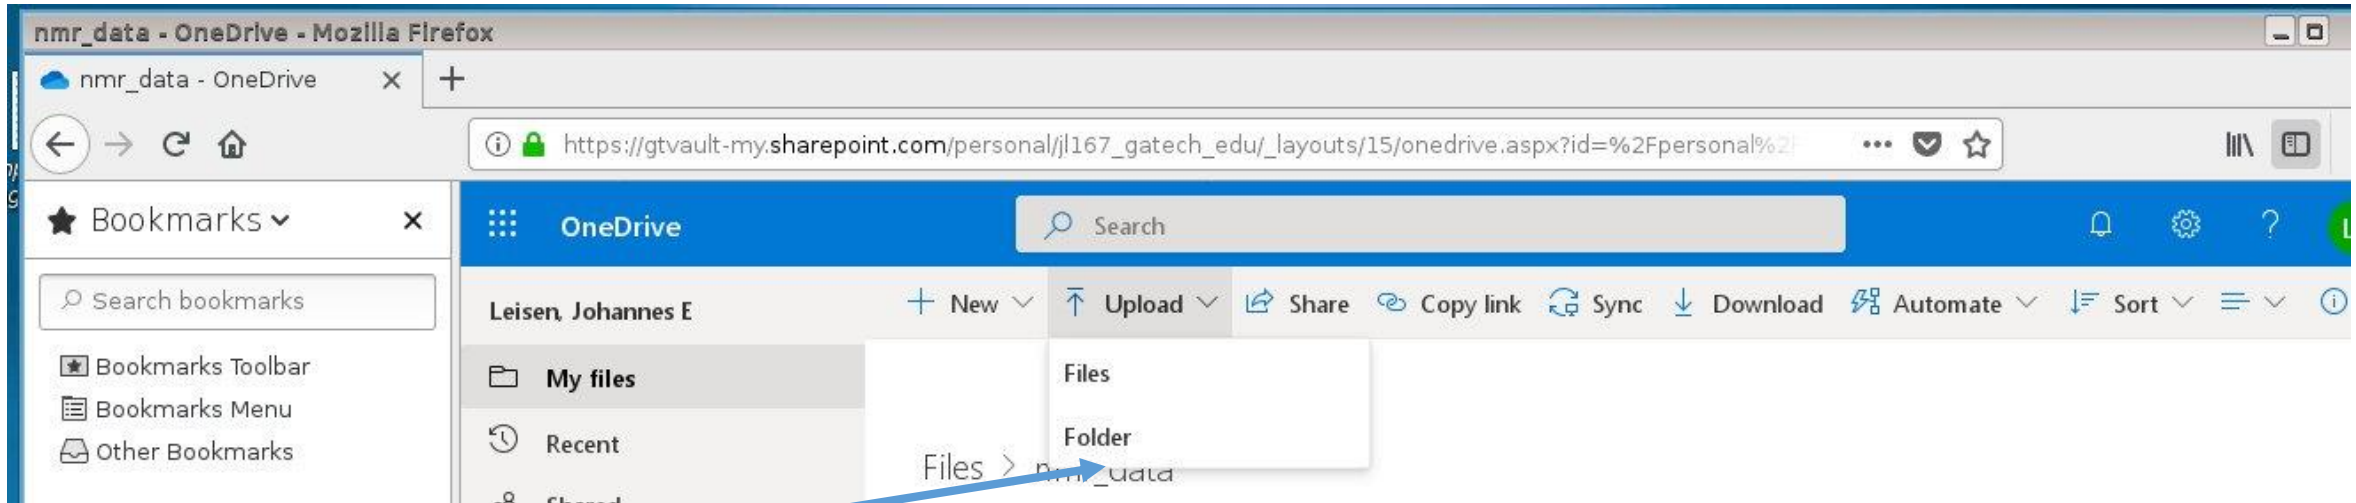 nmr_data - OneDrive - Mozilla Firefox
nmr_data - OneDrive
https://gtvault-my.sharepoint.com/personal/jl167_gatech_edu/_layouts/15/onedrive.aspx?id=%2Fpersonal%2
Bookmarks
OneDrive
Search
Search bookmarks
Leisen, Johannes E
New Upload Share Copy link Sync Download Automate Sort
Bookmarks Toolbar
My files
Files
Bookmarks Menu
Other Bookmarks
Recent
Folder
Files > nmr_data
Shared